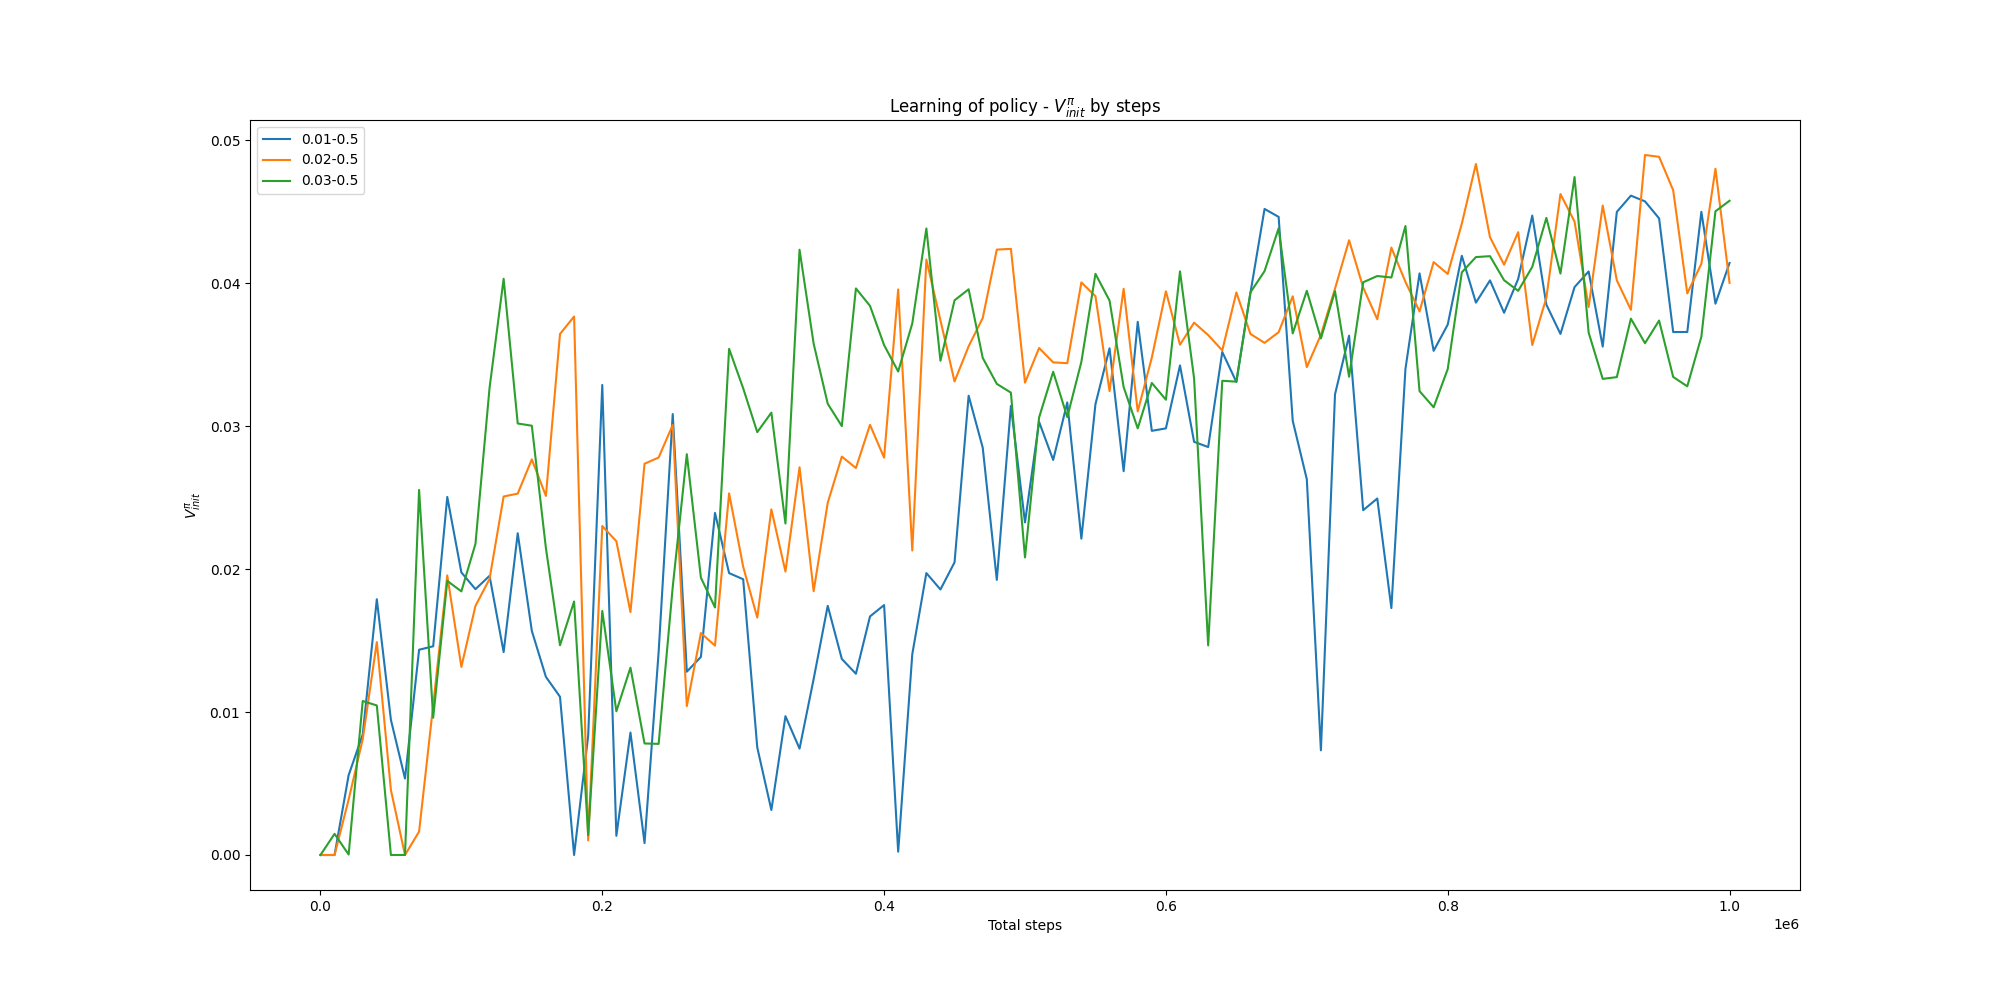 Learning of policy - V^π_init by steps
0.01-0.5
0.02-0.5
0.03-0.5
0.05
0.04
0.03
0.02
0.01
0.00
V^π_init
0.0 0.2 0.4 0.6 0.8 1.0
Total steps
1e6